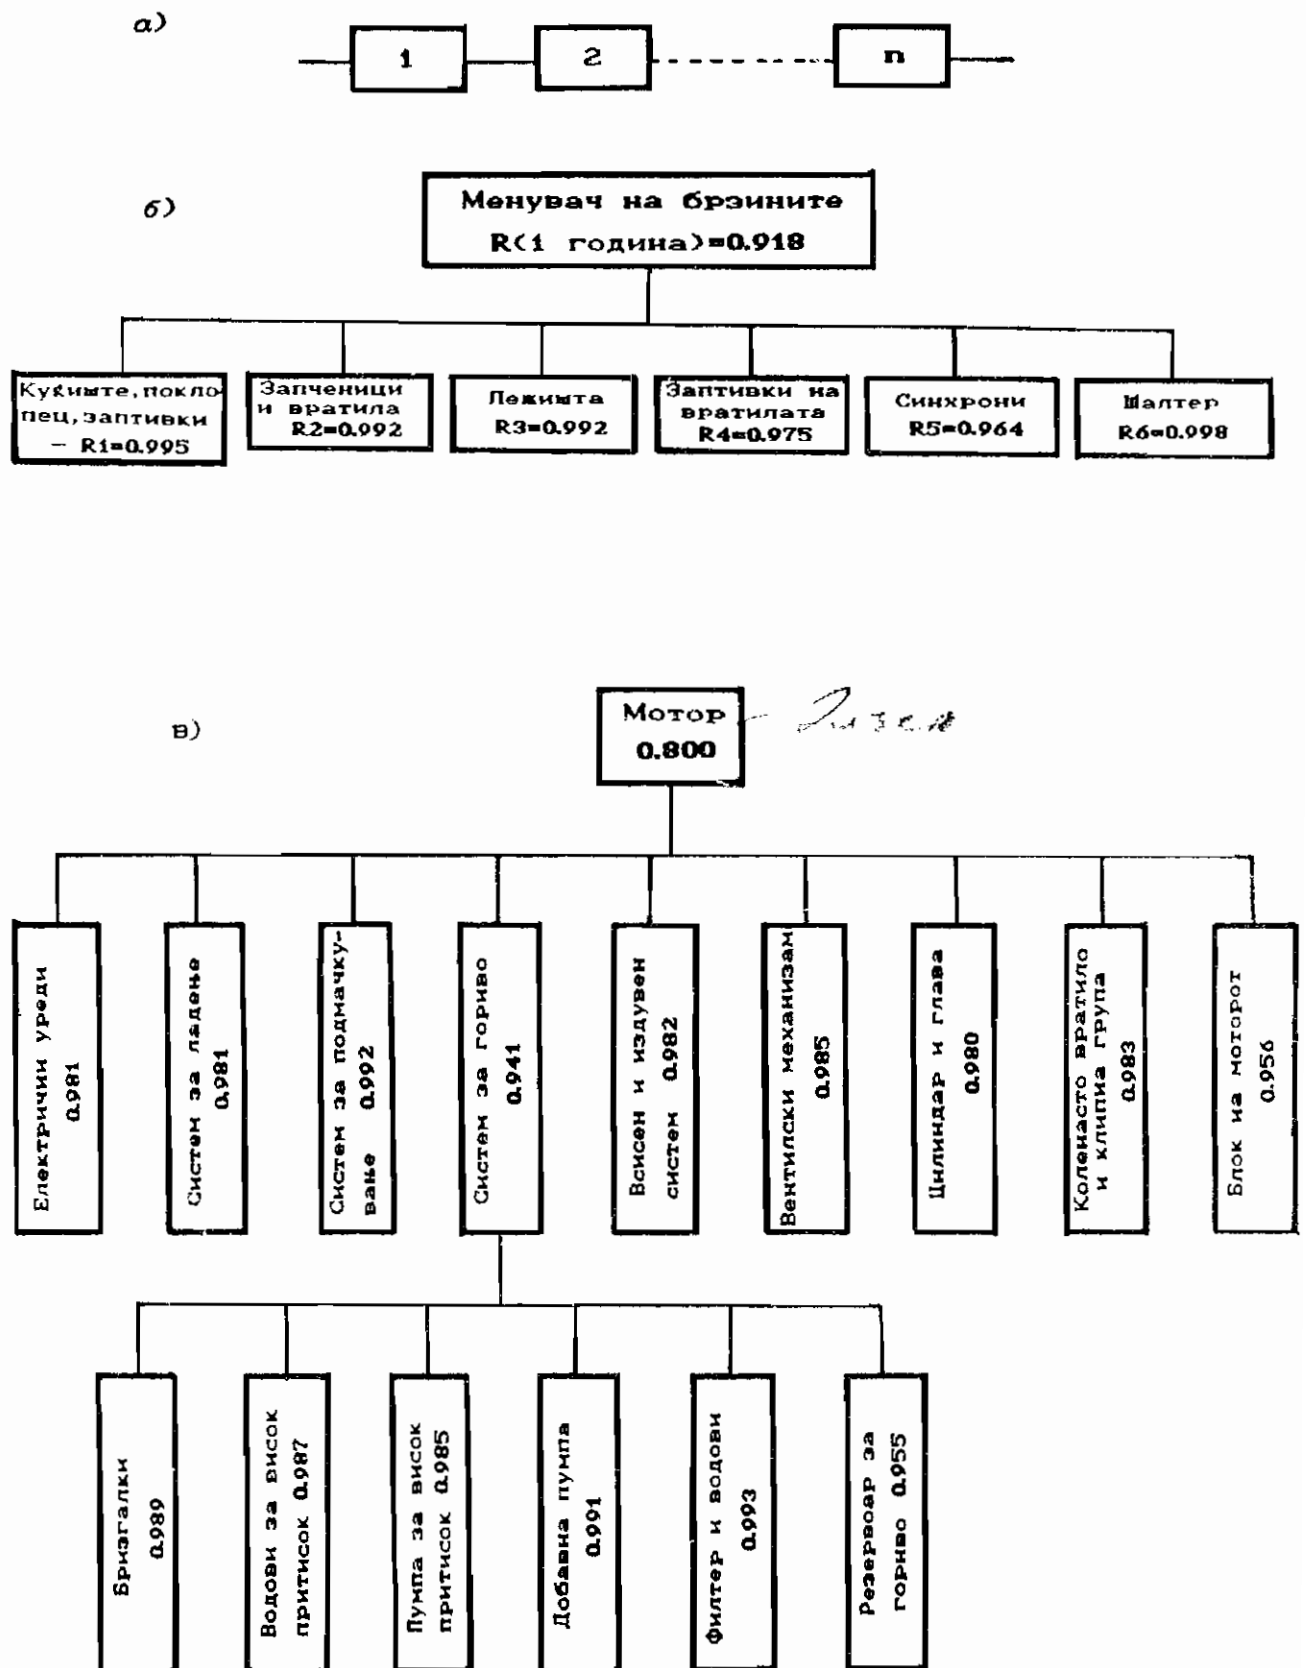 а)
1
2
n
б)
Менувач на брзините
R(1 година)=0.918
Куќиште, покло-
пец, заптивки
— R1=0.995
Запченици
и вратила
R2=0.992
Лежишта
R3=0.992
Заптивки на
вратилата
R4=0.975
Синхрони
R5=0.964
Шалтер
R6=0.998
в)
Мотор
0.800
- Дизел
Електрични уреди
0.981
Систем за ладење
0.981
Систем за подмачку-
вање 0.992
Систем за гориво
0.941
Всисен и издувен
систем 0.982
Вентилски механизам
0.985
Цилиндар и глава
0.980
Коленасто вратило
и клипна група
0.983
Блок на моторот
0.956
Бризгалки
0.989
Водови за висок
притисок 0.987
Пумпа за висок
притисок 0.985
Добавна пумпа
0.991
Филтер и водови
0.993
Резервоар за
гориво 0.955